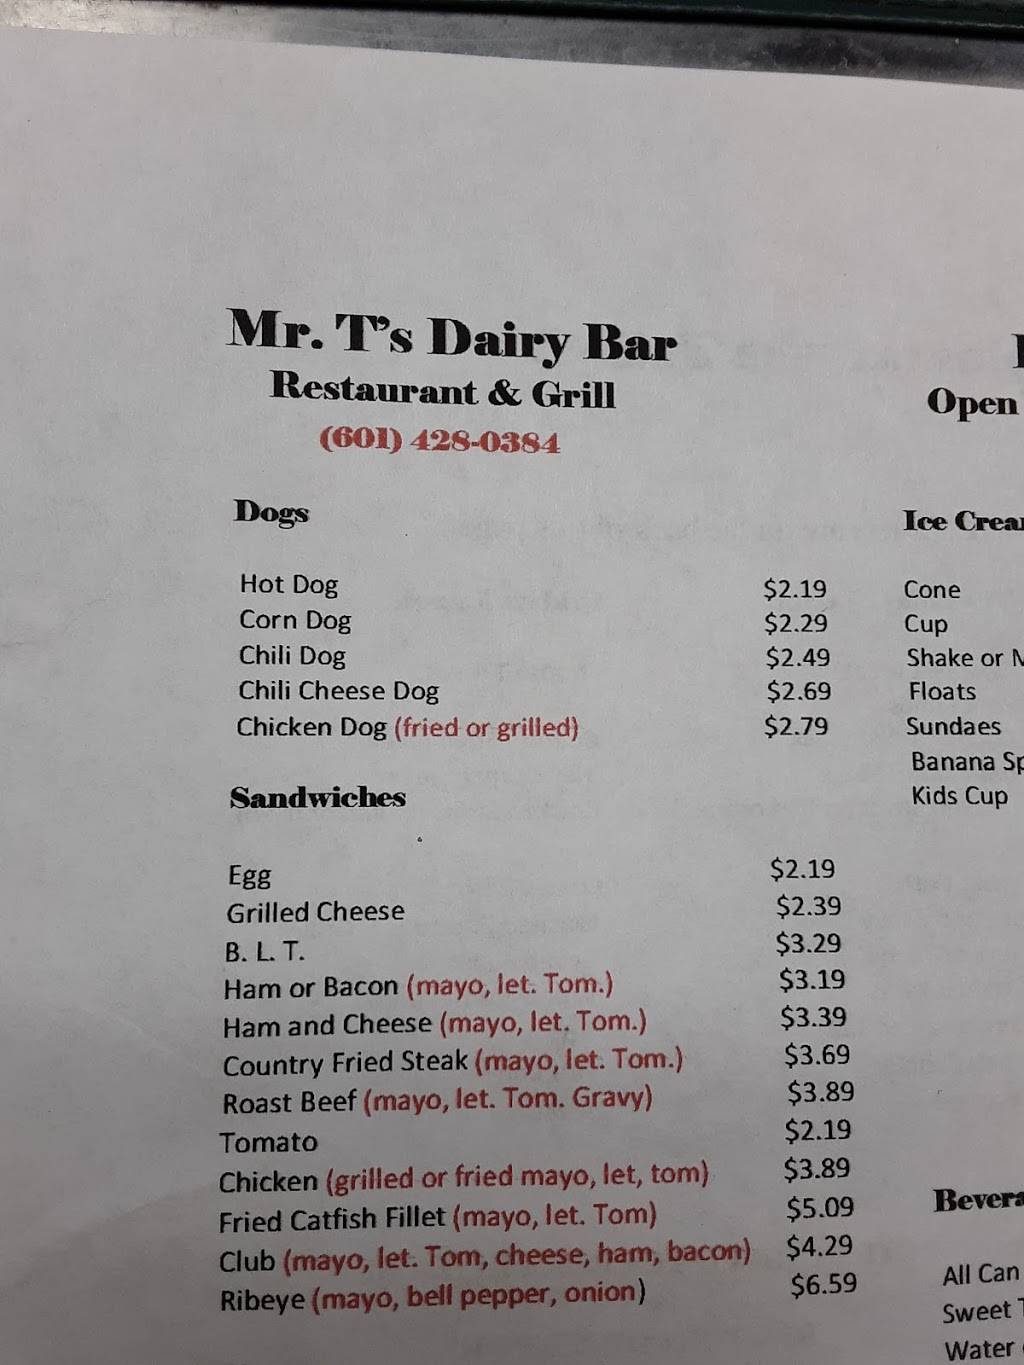 Mr. T's Dairy Bar
Restaurant & Grill
(601) 428-0384
Dogs
Hot Dog $2.19
Corn Dog $2.29
Chili Dog $2.49
Chili Cheese Dog $2.69
Chicken Dog (fried or grilled) $2.79
Sandwiches
Egg $2.19
Grilled Cheese $2.39
B. L. T. $3.29
Ham or Bacon (mayo, let. Tom.) $3.19
Ham and Cheese (mayo, let. Tom.) $3.39
Country Fried Steak (mayo, let. Tom.) $3.69
Roast Beef (mayo, let. Tom. Gravy) $3.89
Tomato $2.19
Chicken (grilled or fried mayo, let, tom) $3.89
Fried Catfish Fillet (mayo, let. Tom) $5.09
Club (mayo, let. Tom, cheese, ham, bacon) $4.29
Ribeye (mayo, bell pepper, onion) $6.59
Open
Ice
Cone
Cup
Shake or
Floats
Sundaes
Banana
Kids Cup
All Can
Sweet
Water